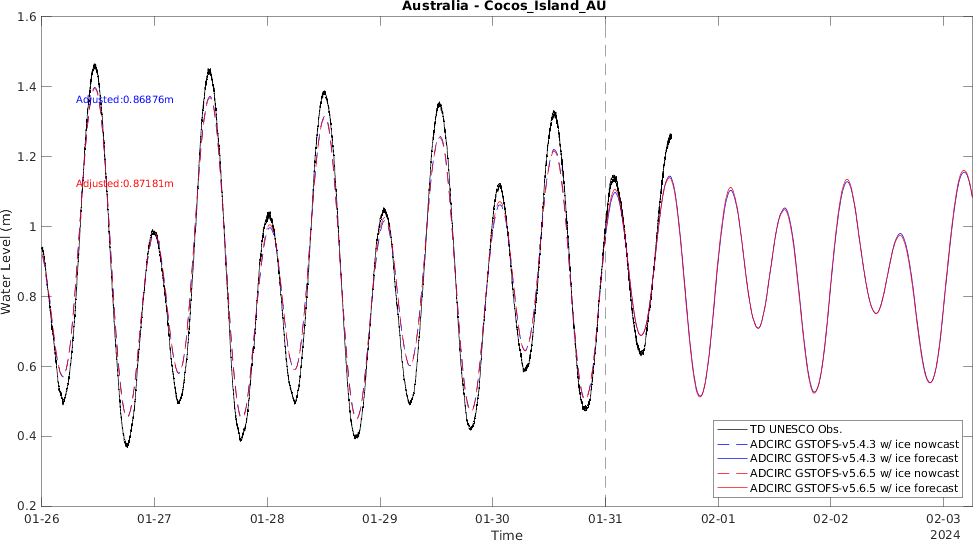 Australia - Cocos_Island_AU
1.6
1.4
1.2
1
0.8
0.6
0.4
0.2
Water Level (m)
Adjusted:0.86876m
Adjusted:0.87181m
TD UNESCO Obs.
ADCIRC GSTOFS-v5.4.3 w/ ice nowcast
ADCIRC GSTOFS-v5.4.3 w/ ice forecast
ADCIRC GSTOFS-v5.6.5 w/ ice nowcast
ADCIRC GSTOFS-v5.6.5 w/ ice forecast
01-26 01-27 01-28 01-29 01-30 01-31 02-01 02-02 02-03
Time
2024